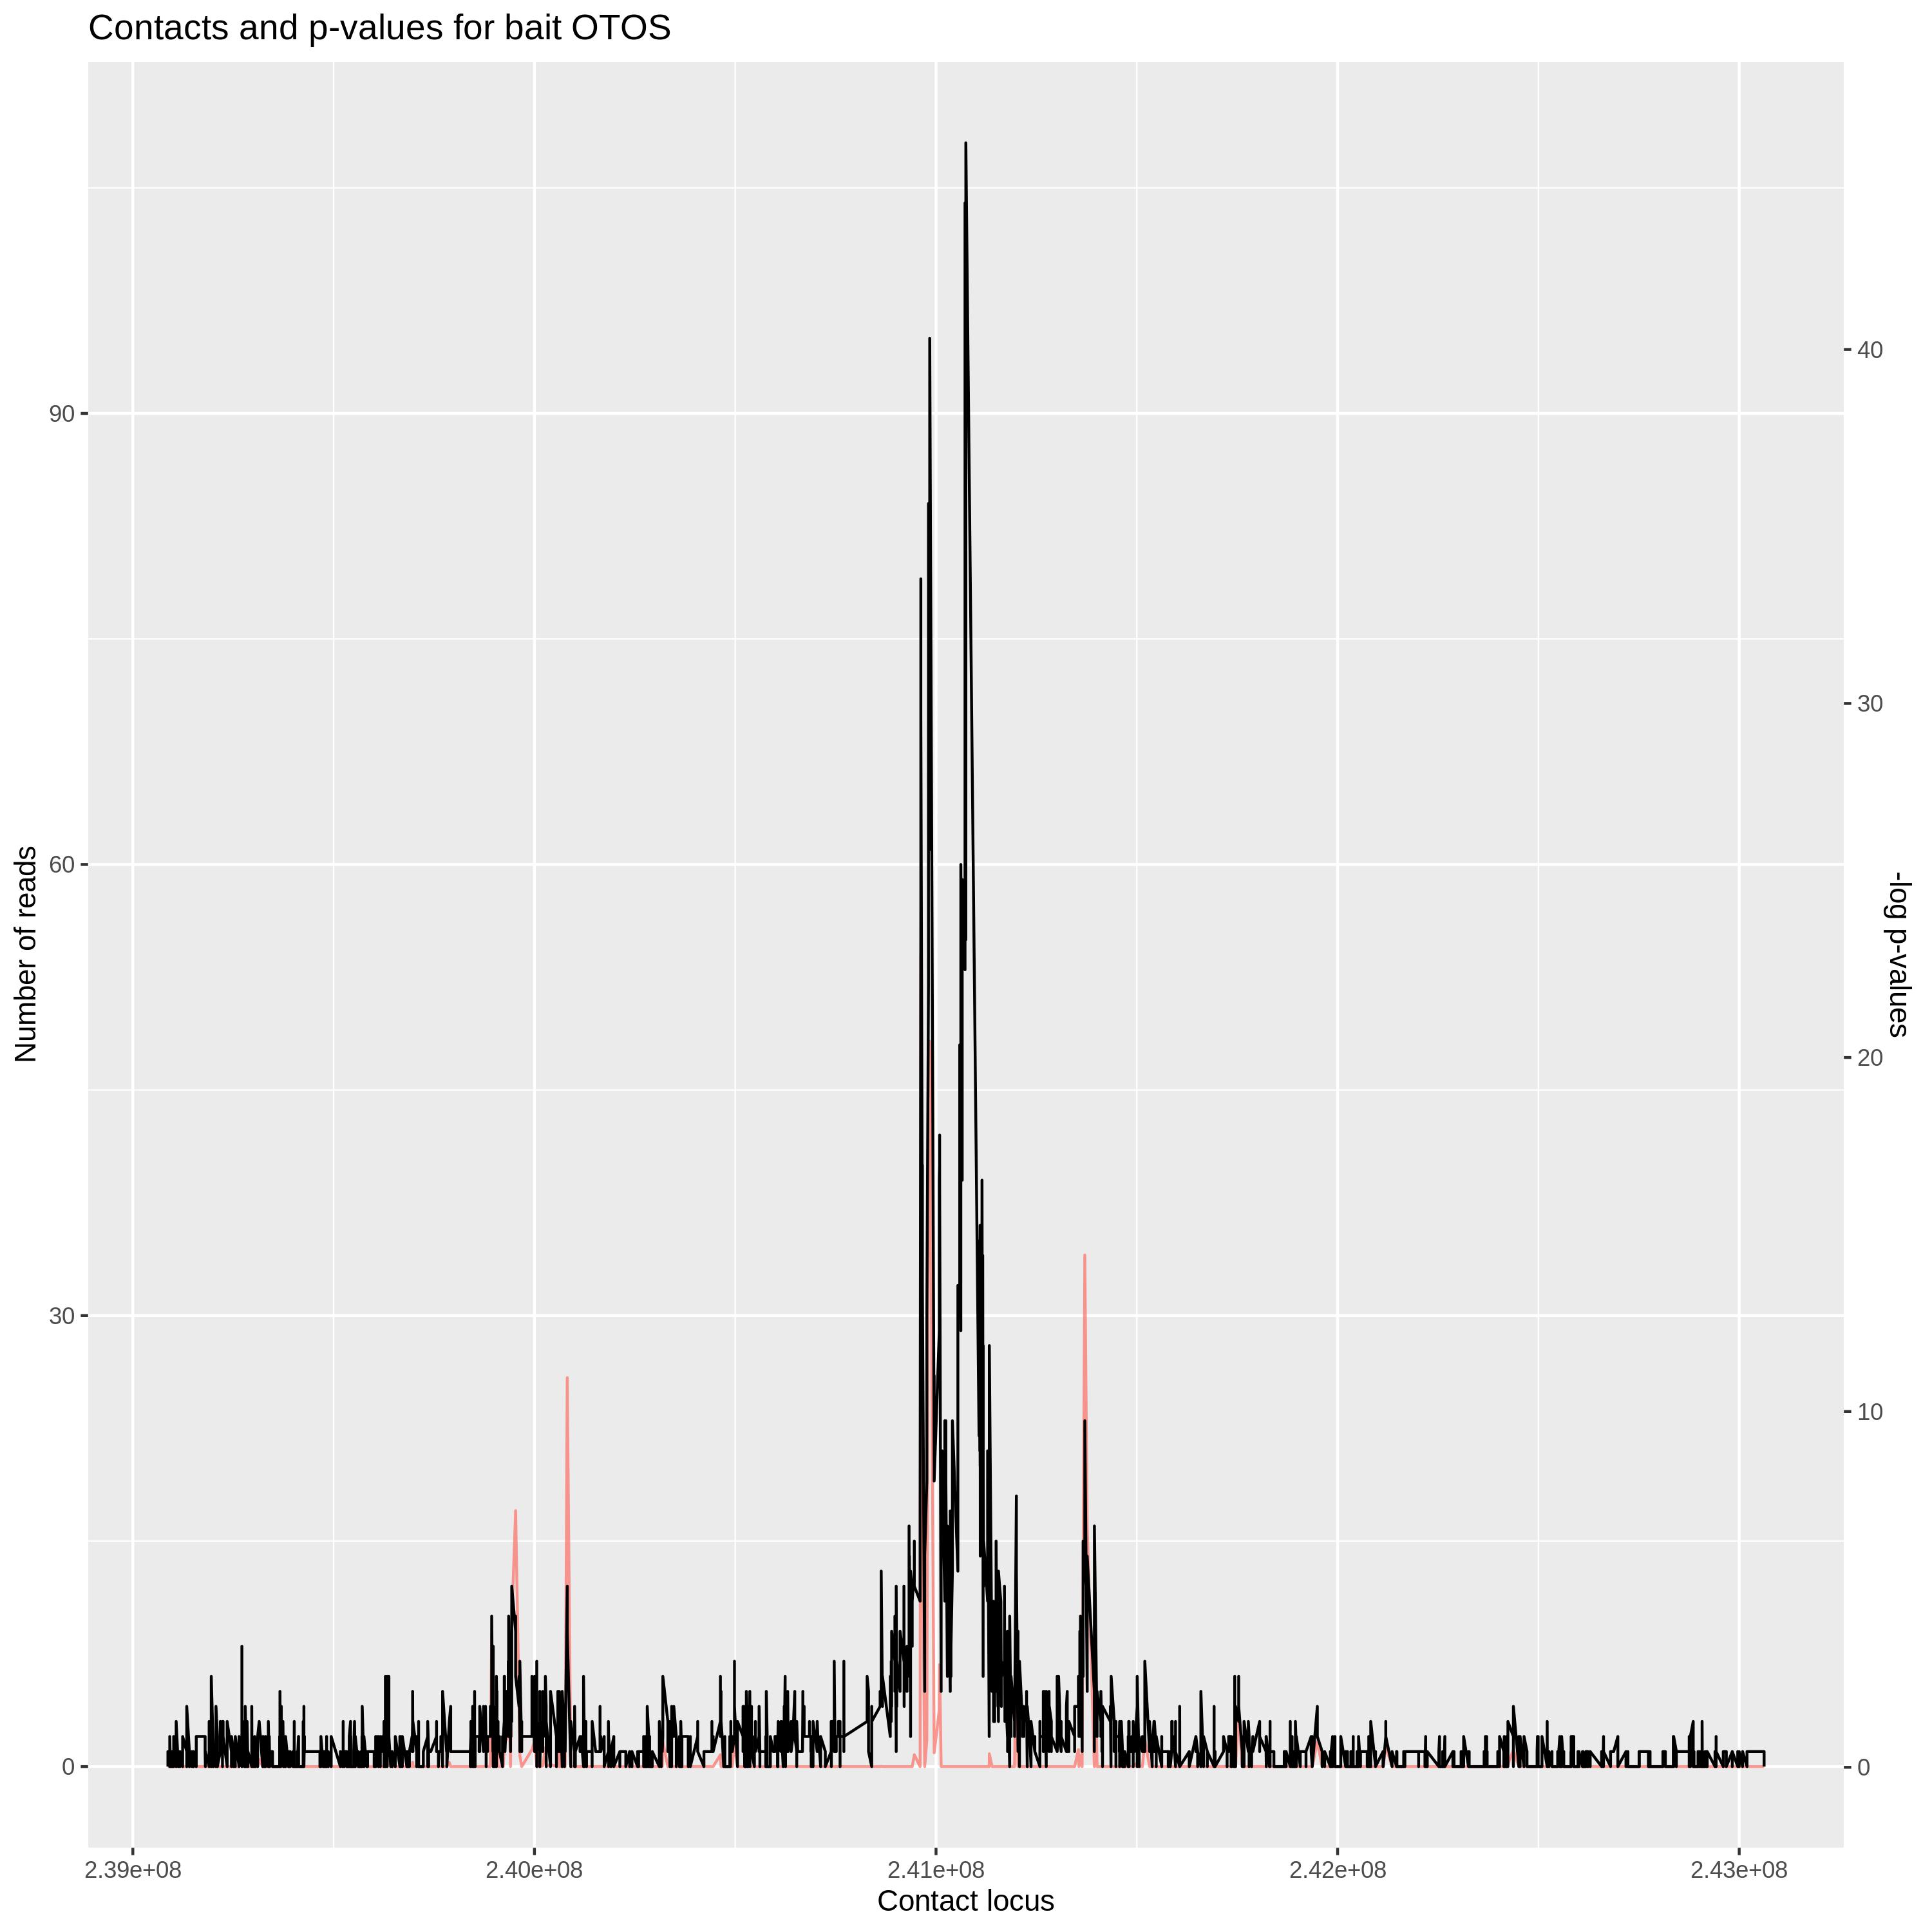 Contacts and p-values for bait OTOS
Number of reads
90
60
30
0
40
30
20
10
0
-log p-values
2.39e+08
2.40e+08
2.41e+08
2.42e+08
2.43e+08
Contact locus